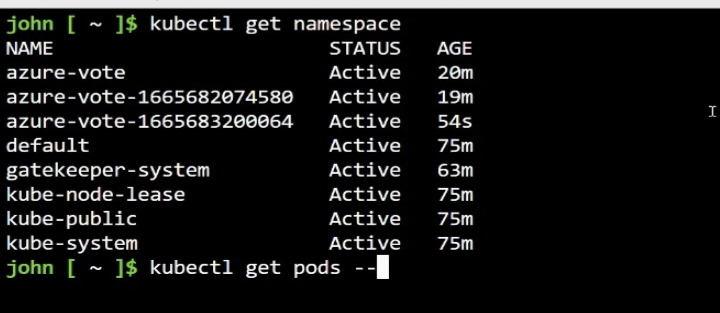 john [ ~ ]$ kubectl get namespace
NAME STATUS AGE
azure-vote Active 20m
azure-vote-1665682074580 Active 19m
azure-vote-1665683200064 Active 54s
default Active 75m
gatekeeper-system Active 63m
kube-node-lease Active 75m
kube-public Active 75m
kube-system Active 75m
john [ ~ ]$ kubectl get pods --